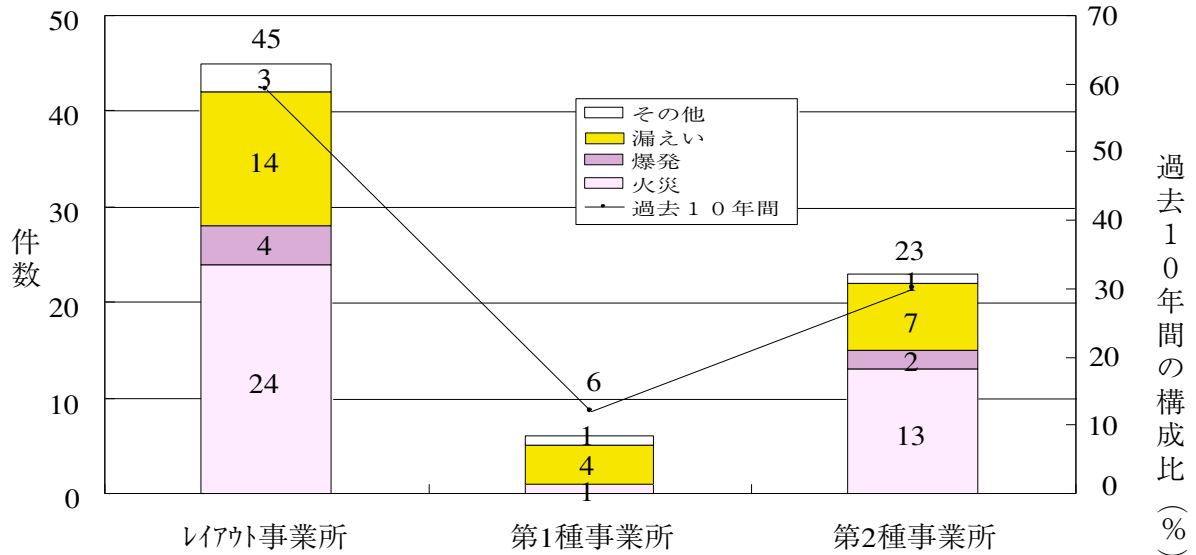 50
40
30
20
10
0
件数
70
60
50
40
30
20
10
0
過去10年間の構成比(%)
45
3
14
4
24
6
1
4
1
23
1
7
2
13
その他
漏えい
爆発
火災
過去１０年間
ﾚｲｱｳﾄ事業所
第1種事業所
第2種事業所